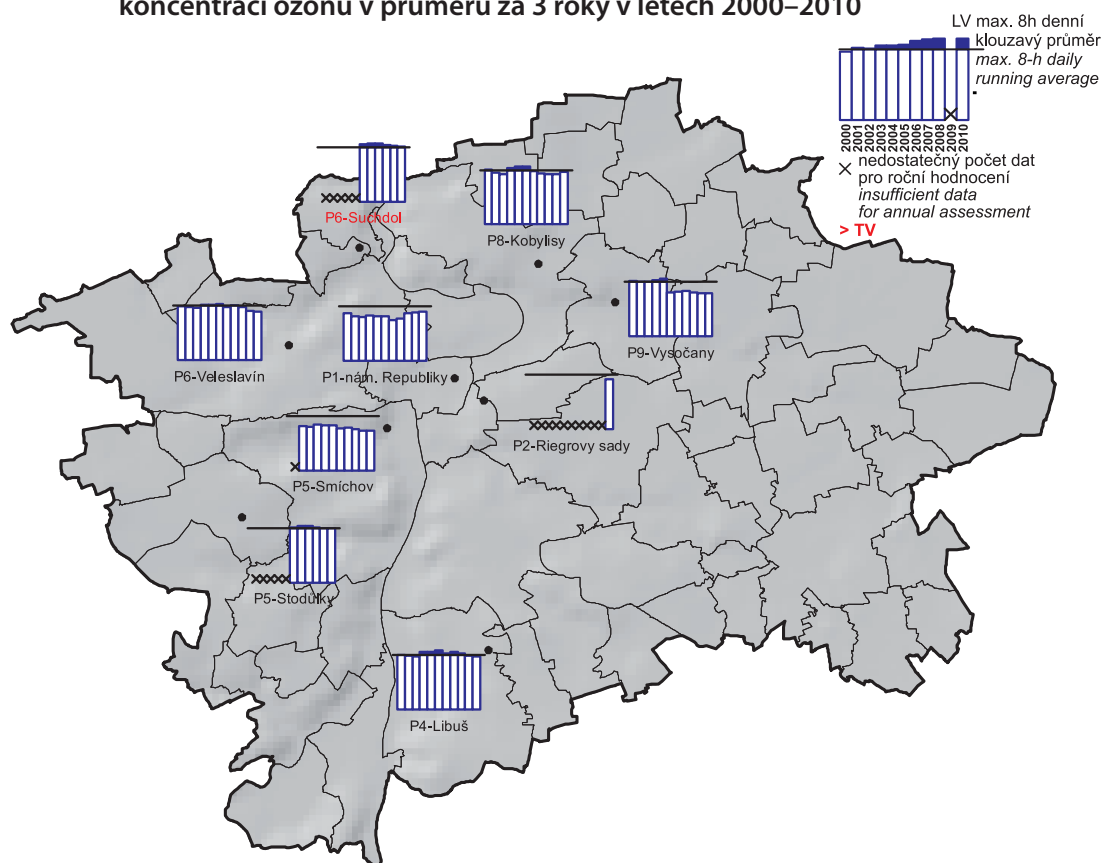 koncentrací ozonu v průměru za 3 roky v letech 2000–2010
LV max. 8h denní
klouzavý průměr
max. 8-h daily
running average
2000
2001
2002
2003
2004
2005
2006
2007
2008
2009
2010
× nedostatečný počet dat
pro roční hodnocení
insufficient data
for annual assessment
> TV
P6-Suchdol
P8-Kobylisy
P9-Vysočany
P6-Veleslavín
P1-nám. Republiky
P2-Riegrovy sady
P5-Smíchov
P5-Stodůlky
P4-Libuš